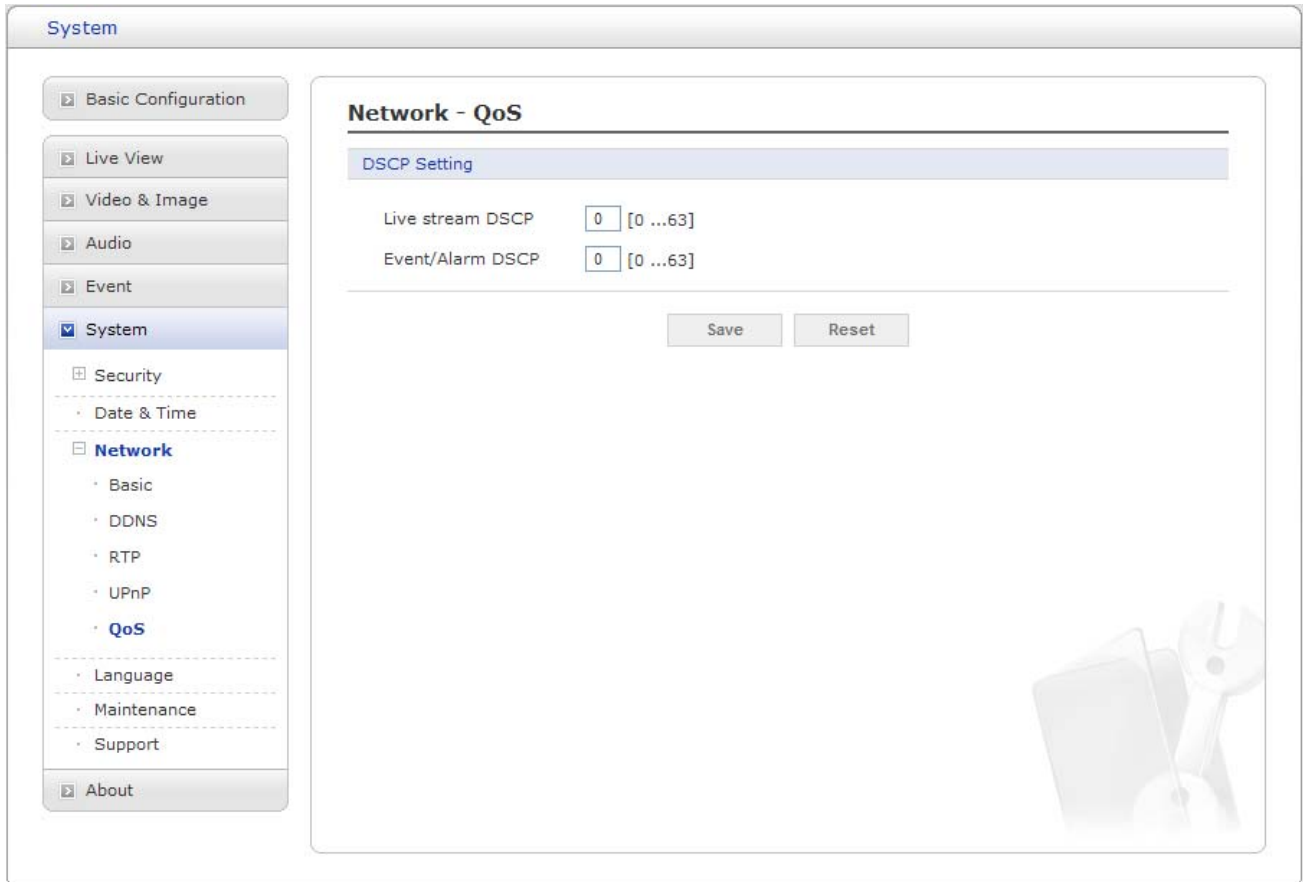 System
Basic Configuration
Live View
Video & Image
Audio
Event
System
Security
Date & Time
Network
Basic
DDNS
RTP
UPnP
QoS
Language
Maintenance
Support
About
Network - QoS
DSCP Setting
Live stream DSCP 0 [0 ...63]
Event/Alarm DSCP 0 [0 ...63]
Save Reset